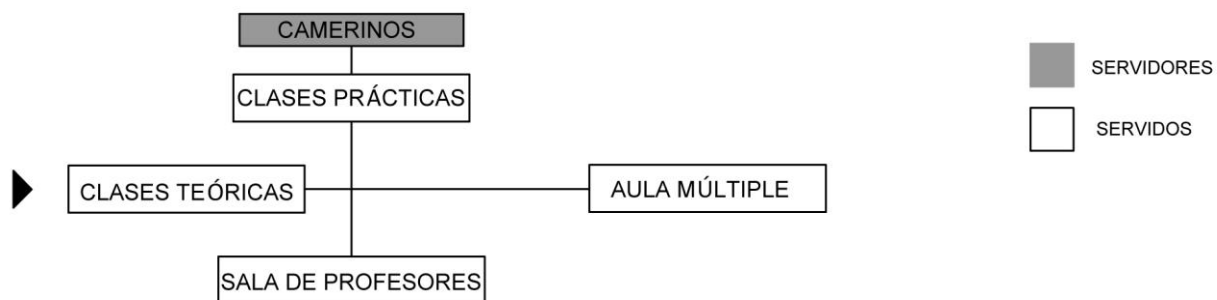 CAMERINOS
CLASES PRÁCTICAS
CLASES TEÓRICAS
AULA MÚLTIPLE
SALA DE PROFESORES
SERVIDORES
SERVIDOS